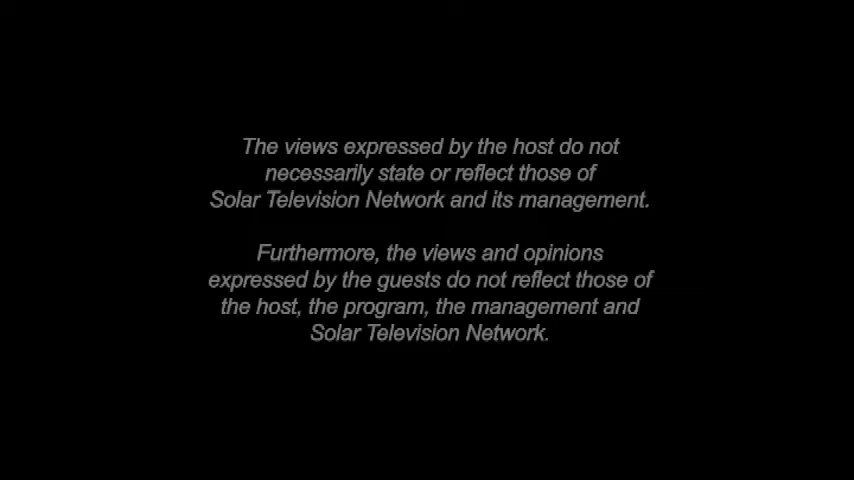 The views expressed by the host do not
necessarily state or reflect those of
Solar Television Network and its management.
Furthermore, the views and opinions
expressed by the guests do not reflect those of
the host, the program, the management and
Solar Television Network.